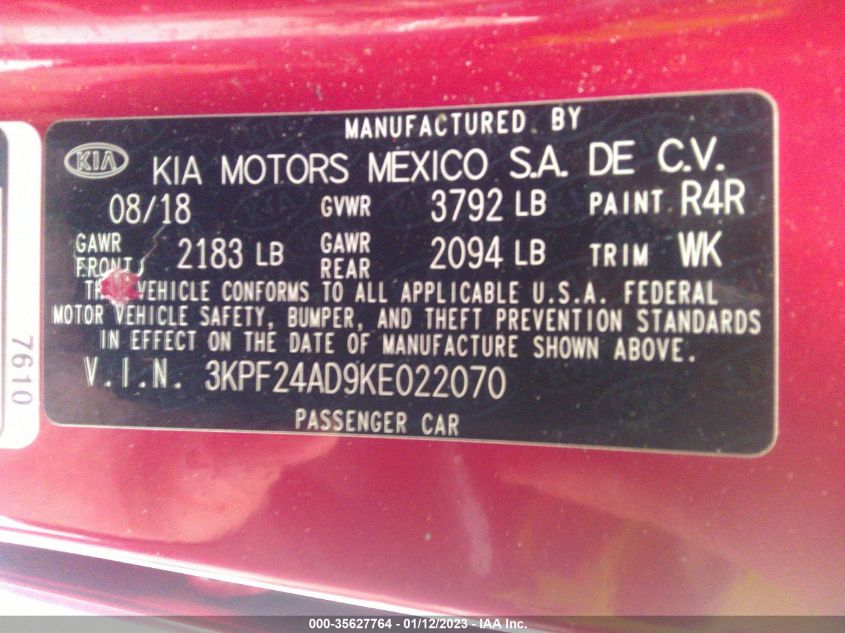 MANUFACTURED BY
KIA KIA MOTORS MEXICO S.A. DE C.V.
08/18 GVWR 3792 LB PAINT R4R
GAWR FRONT 2183 LB GAWR REAR 2094 LB TRIM WK
VEHICLE CONFORMS TO ALL APPLICABLE U.S.A. FEDERAL
MOTOR VEHICLE SAFETY, BUMPER, AND THEFT PREVENTION STANDARDS
IN EFFECT ON THE DATE OF MANUFACTURE SHOWN ABOVE.
V.I.N. 3KPF24AD9KE022070
PASSENGER CAR
7610
000-35627764 - 01/12/2023 - IAA Inc.